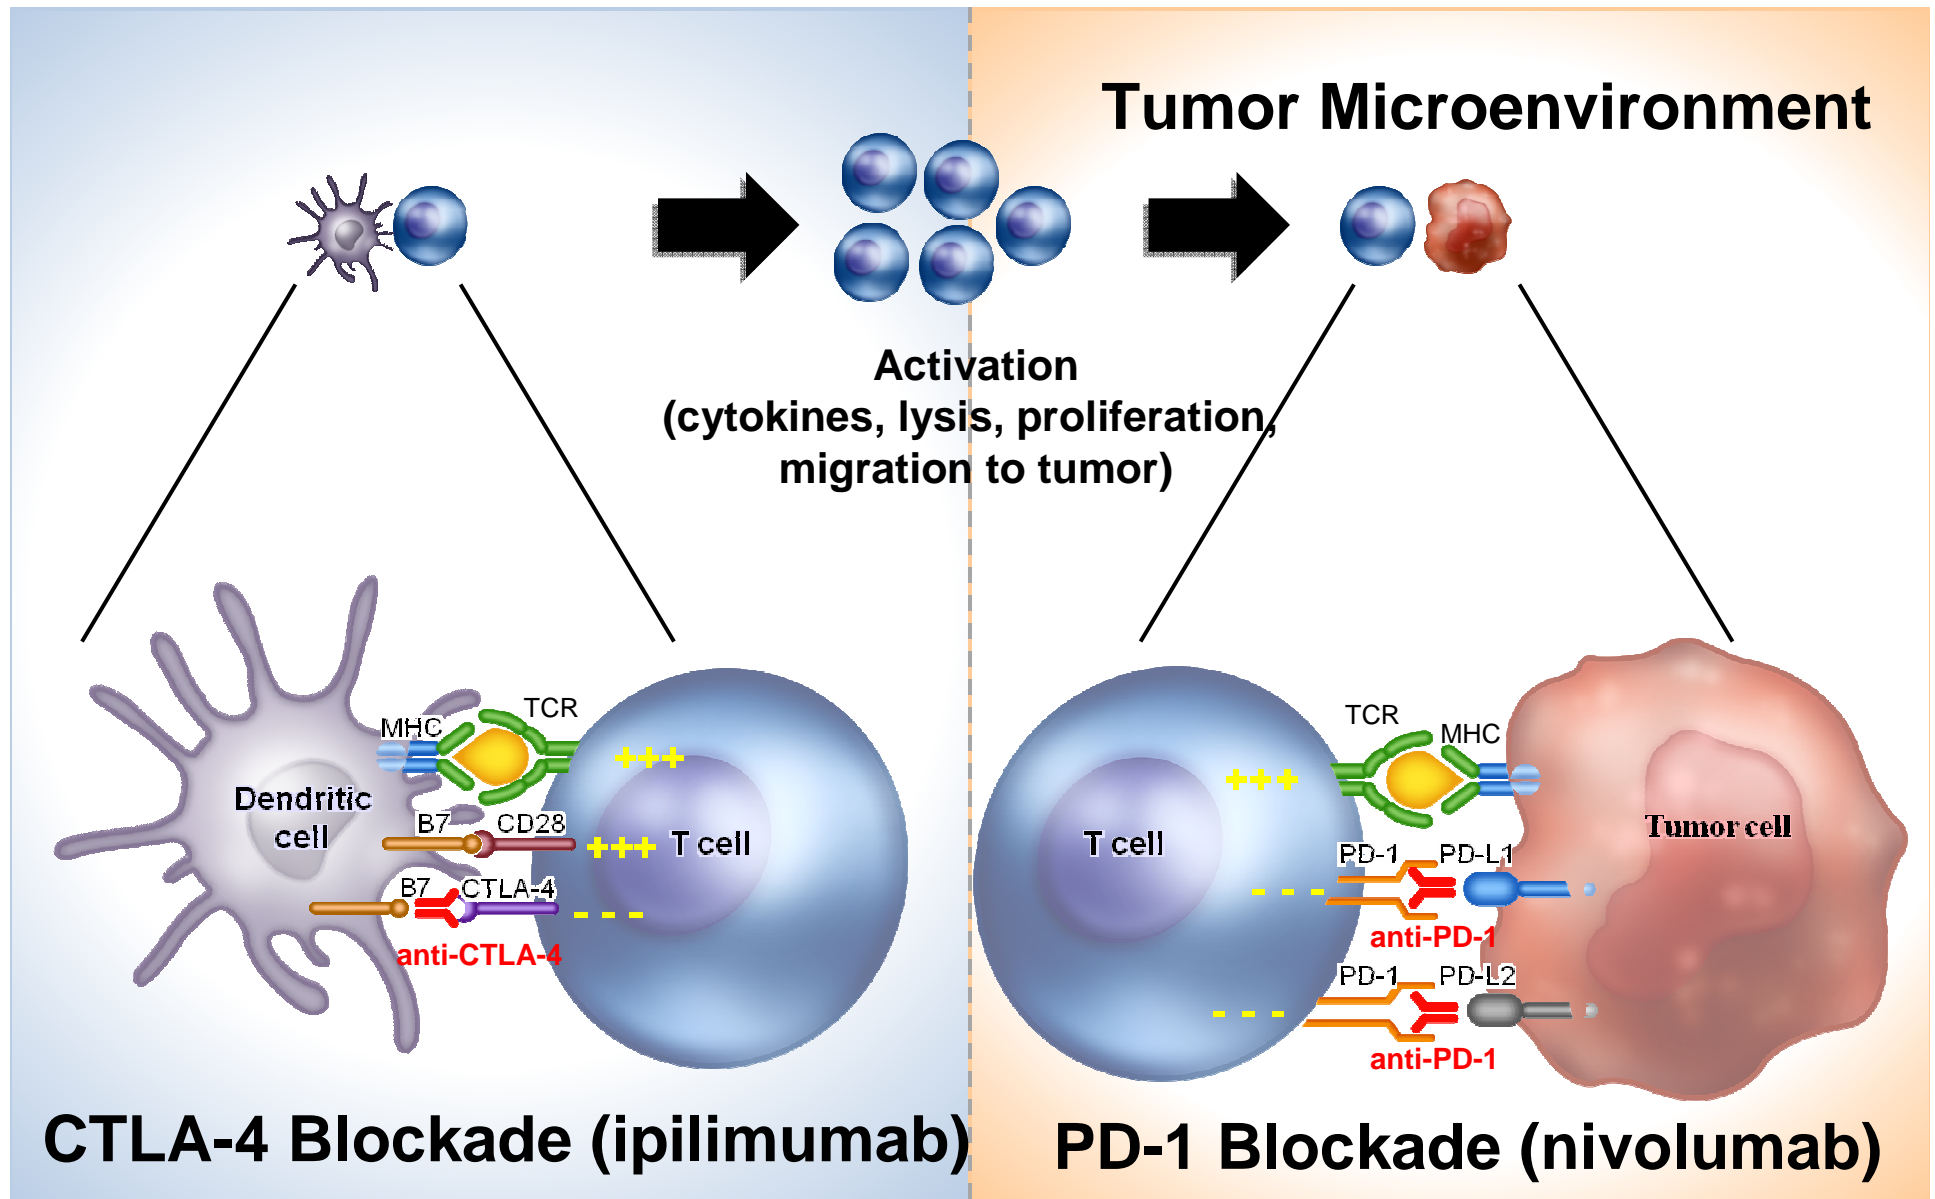 Tumor Microenvironment
Activation
(cytokines, lysis, proliferation,
migration to tumor)
MHC
TCR
+++
Dendritic
cell
B7
CD28
+++
T cell
B7
CTLA-4
- - -
anti-CTLA-4
TCR
MHC
+++
T cell
Tumor cell
PD-1
PD-L1
- - -
anti-PD-1
PD-1
PD-L2
- - -
anti-PD-1
CTLA-4 Blockade (ipilimumab)
PD-1 Blockade (nivolumab)